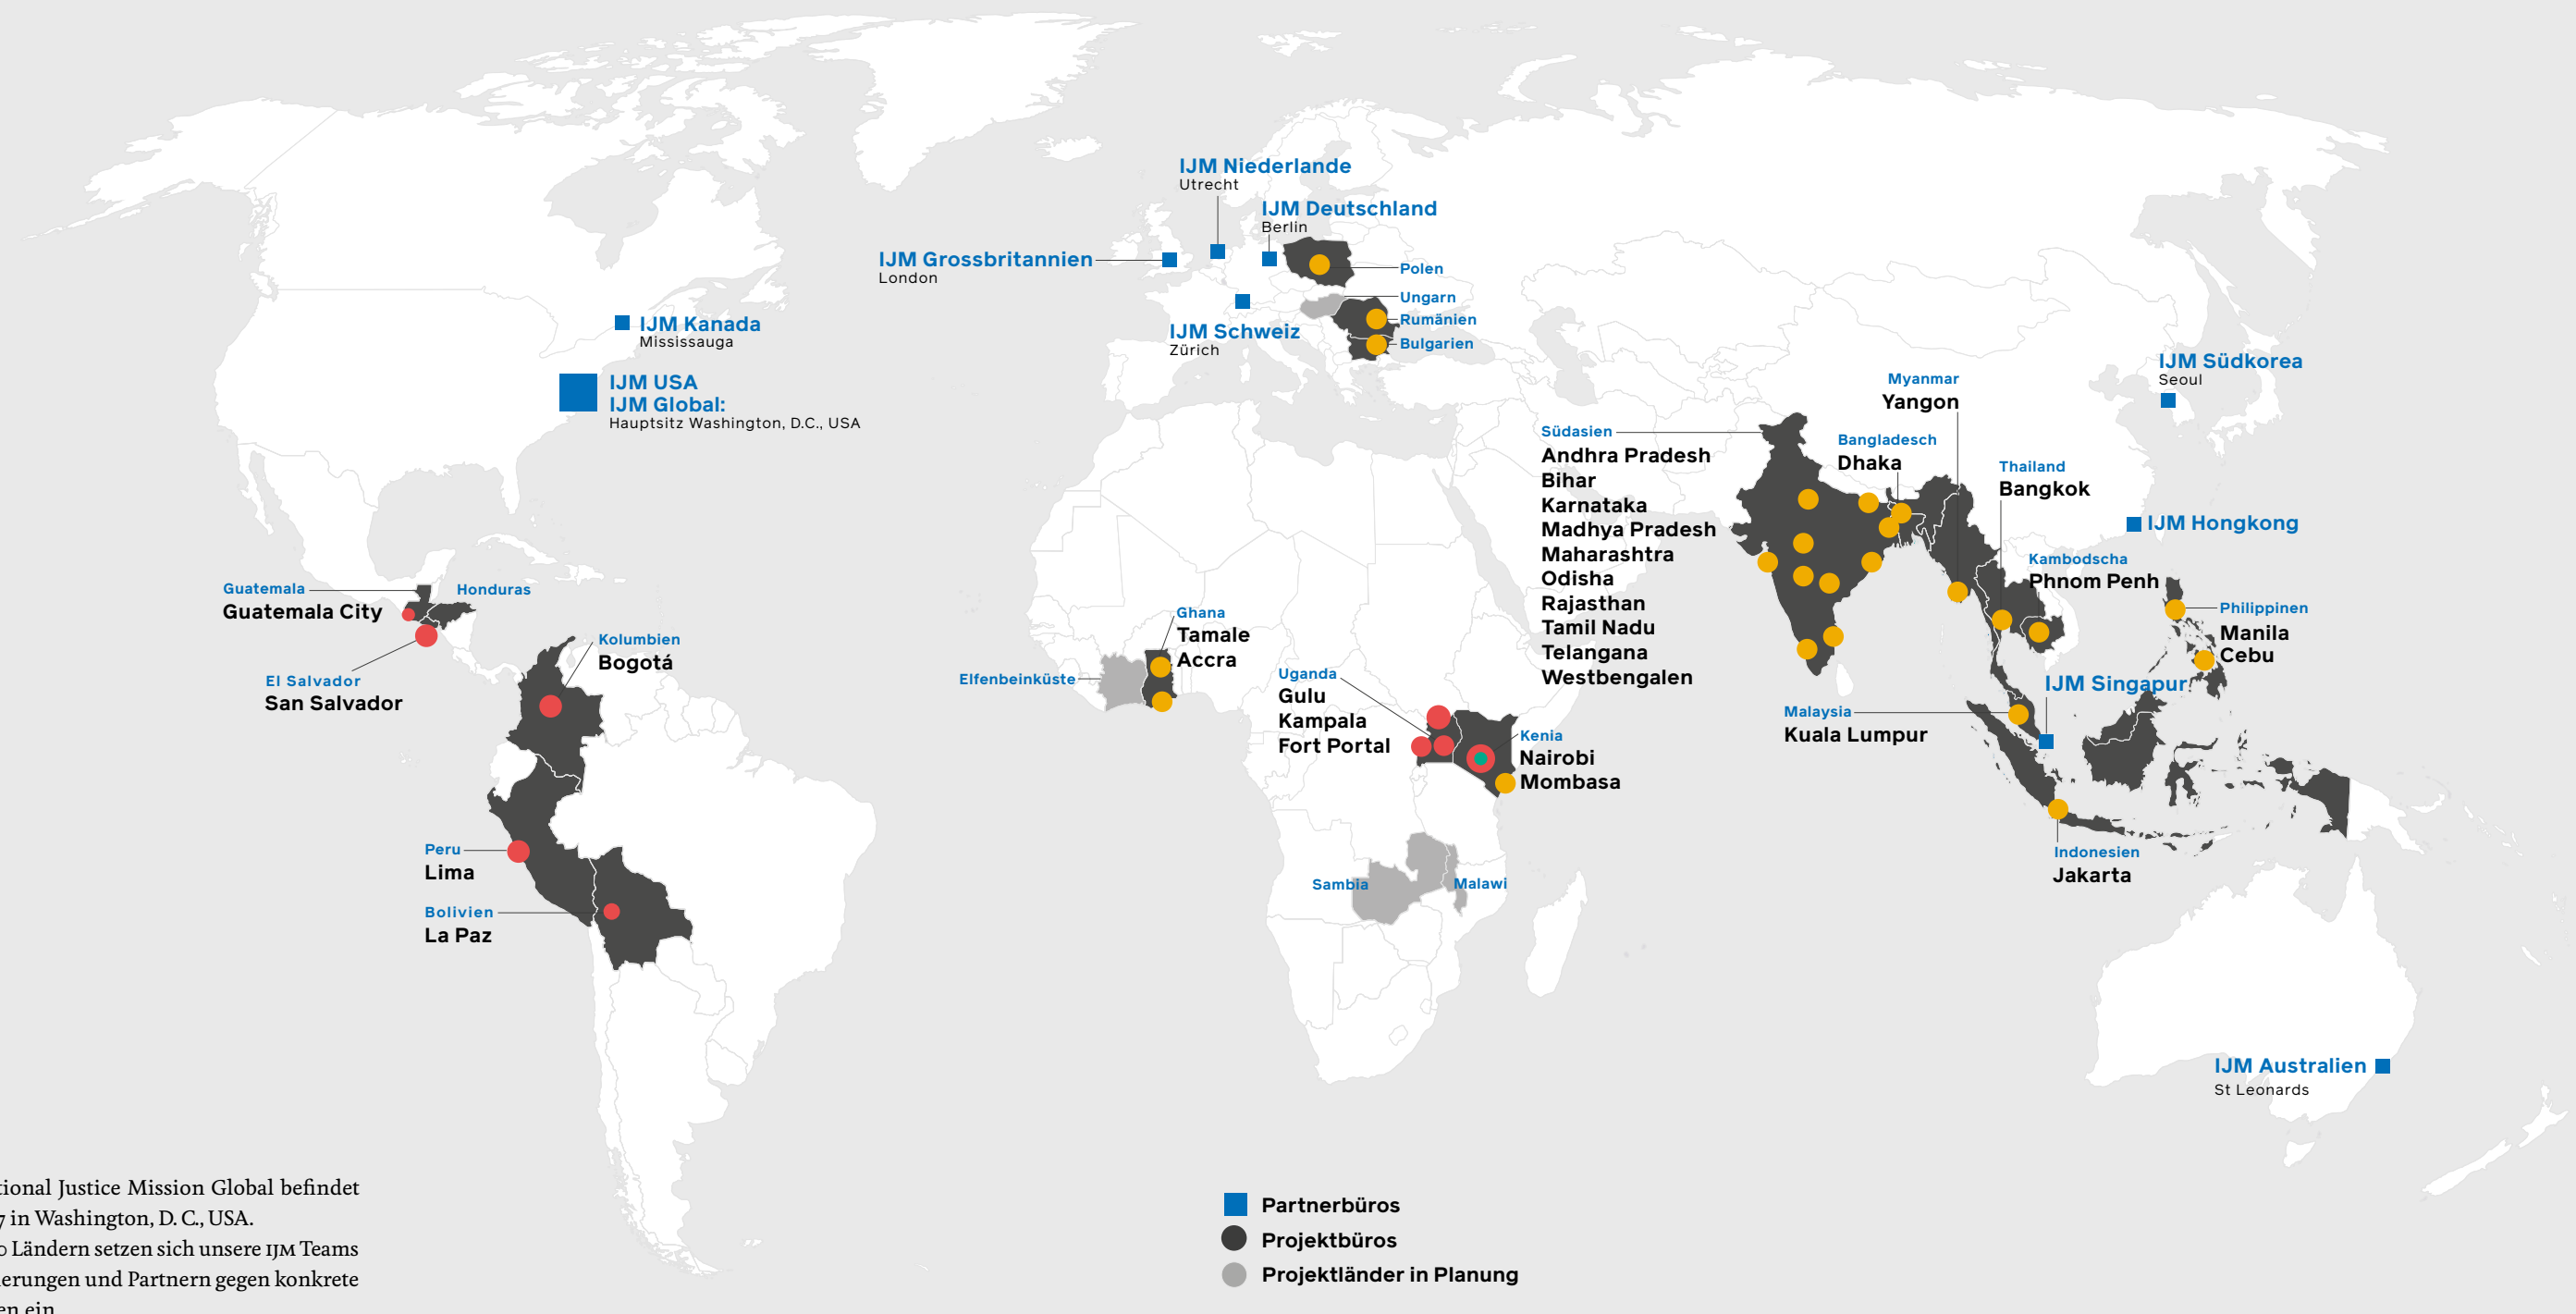 IJM Niederlande
Utrecht
IJM Deutschland
Berlin
IJM Grossbritannien
London
Polen
Ungarn
Rumänien
Bulgarien
IJM Schweiz
Zürich
IJM Kanada
Mississauga
IJM USA
IJM Global:
Hauptsitz Washington, D.C., USA
IJM Südkorea
Seoul
Myanmar
Yangon
Bangladesch
Dhaka
Thailand
Bangkok
IJM Hongkong
Südasien
Andhra Pradesh
Bihar
Karnataka
Madhya Pradesh
Maharashtra
Odisha
Rajasthan
Tamil Nadu
Telangana
Westbengalen
Kambodscha
Phnom Penh
Philippinen
Manila
Cebu
IJM Singapur
Malaysia
Kuala Lumpur
Indonesien
Jakarta
Guatemala
Guatemala City
Honduras
El Salvador
San Salvador
Kolumbien
Bogotá
Peru
Lima
Bolivien
La Paz
Ghana
Tamale
Accra
Elfenbeinküste
Uganda
Gulu
Kampala
Fort Portal
Kenia
Nairobi
Mombasa
Sambia
Malawi
IJM Australien
St Leonards
tional Justice Mission Global befindet
7 in Washington, D. C., USA.
0 Ländern setzen sich unsere IJM Teams
erungen und Partnern gegen konkrete
en ein.
Partnerbüros
Projektbüros
Projektländer in Planung